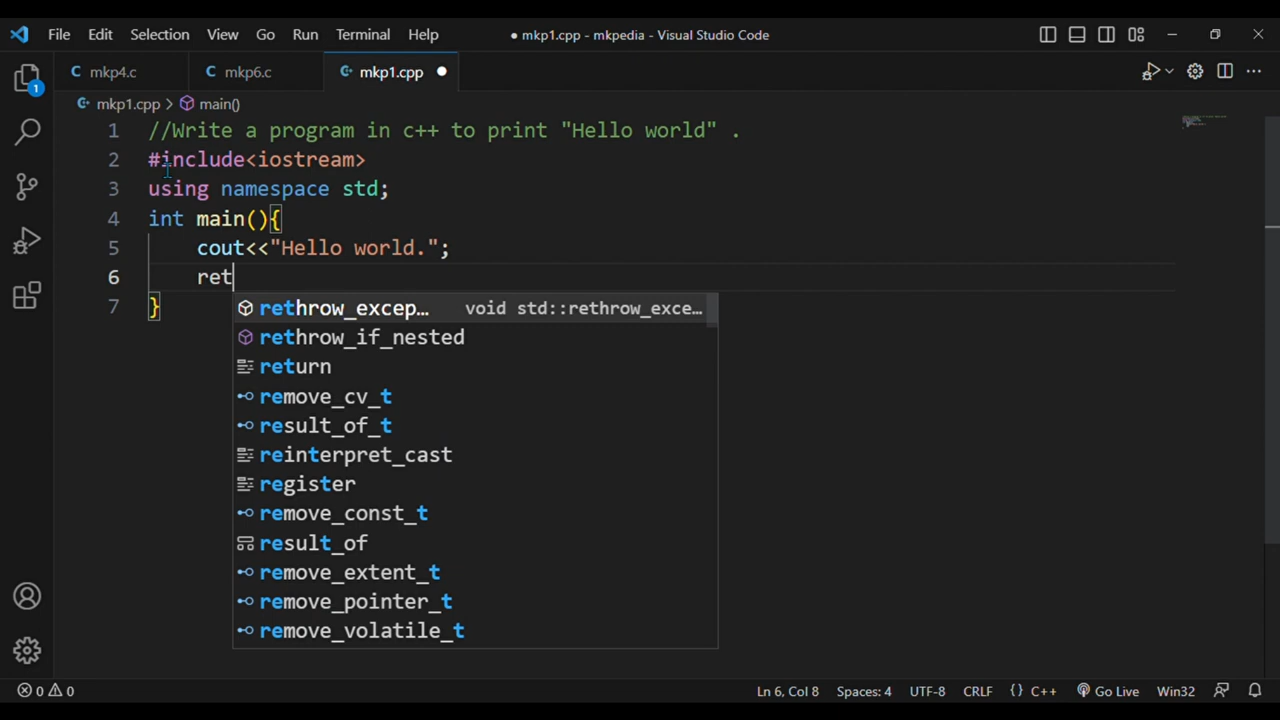 File Edit Selection View Go Run Terminal Help ● mkp1.cpp - mkpedia - Visual Studio Code
C mkp4.c C mkp6.c mkp1.cpp ●
mkp1.cpp > main()
1 //Write a program in c++ to print "Hello world" .
2 #include<iostream>
3 using namespace std;
4 int main(){
5 cout<<"Hello world.";
6 ret
7 }
rethrow_excep… void std::rethrow_exce…
rethrow_if_nested
return
remove_cv_t
result_of_t
reinterpret_cast
register
remove_const_t
result_of
remove_extent_t
remove_pointer_t
remove_volatile_t
1
0 0 Ln 6, Col 8 Spaces: 4 UTF-8 CRLF {} C++ Go Live Win32